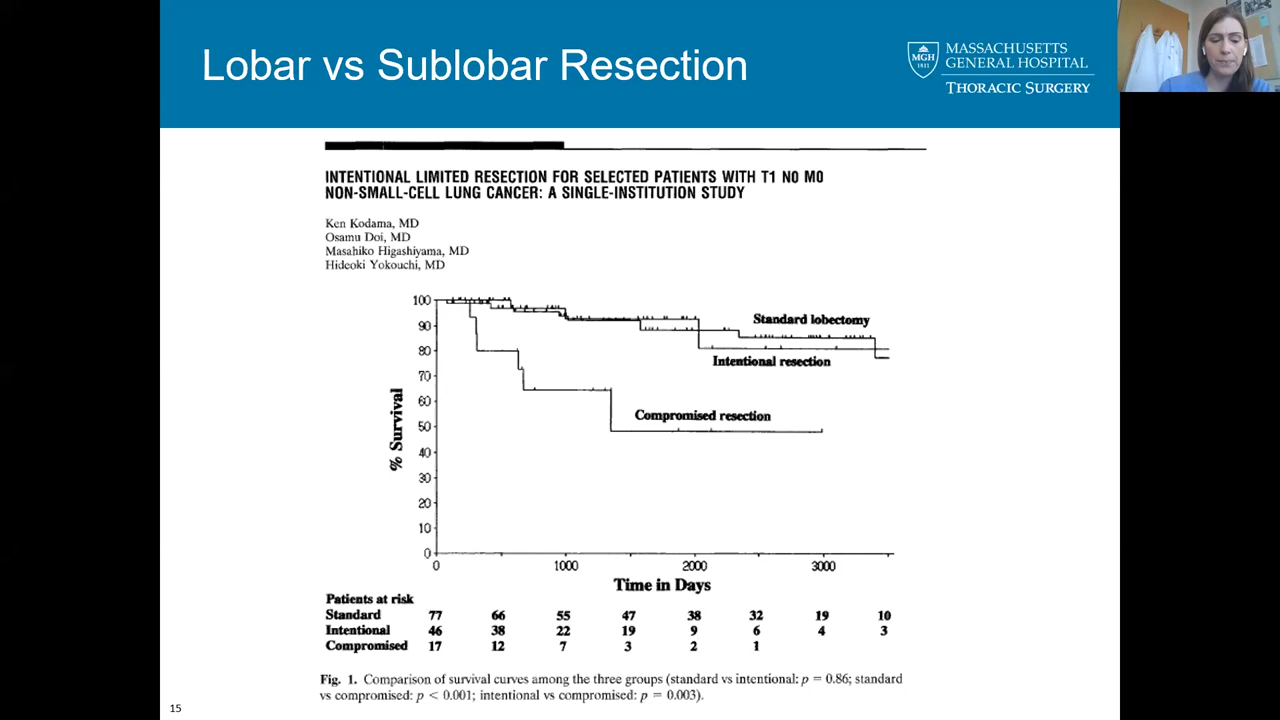 Lobar vs Sublobar Resection
MGH
1811
MASSACHUSETTS
GENERAL HOSPITAL
THORACIC SURGERY
INTENTIONAL LIMITED RESECTION FOR SELECTED PATIENTS WITH T1 N0 M0
NON-SMALL-CELL LUNG CANCER: A SINGLE-INSTITUTION STUDY
Ken Kodama, MD
Osamu Doi, MD
Masahiko Higashiyama, MD
Hideoki Yokouchi, MD
100
90
80
70
60
50
40
30
20
10
0
% Survival
Standard lobectomy
Intentional resection
Compromised resection
0 1000 2000 3000
Time in Days
Patients at risk
Standard 77 66 55 47 38 32 19 10
Intentional 46 38 22 19 9 6 4 3
Compromised 17 12 7 3 2 1
Fig. 1. Comparison of survival curves among the three groups (standard vs intentional: p = 0.86; standard
vs compromised: p < 0.001; intentional vs compromised: p = 0.003).
15